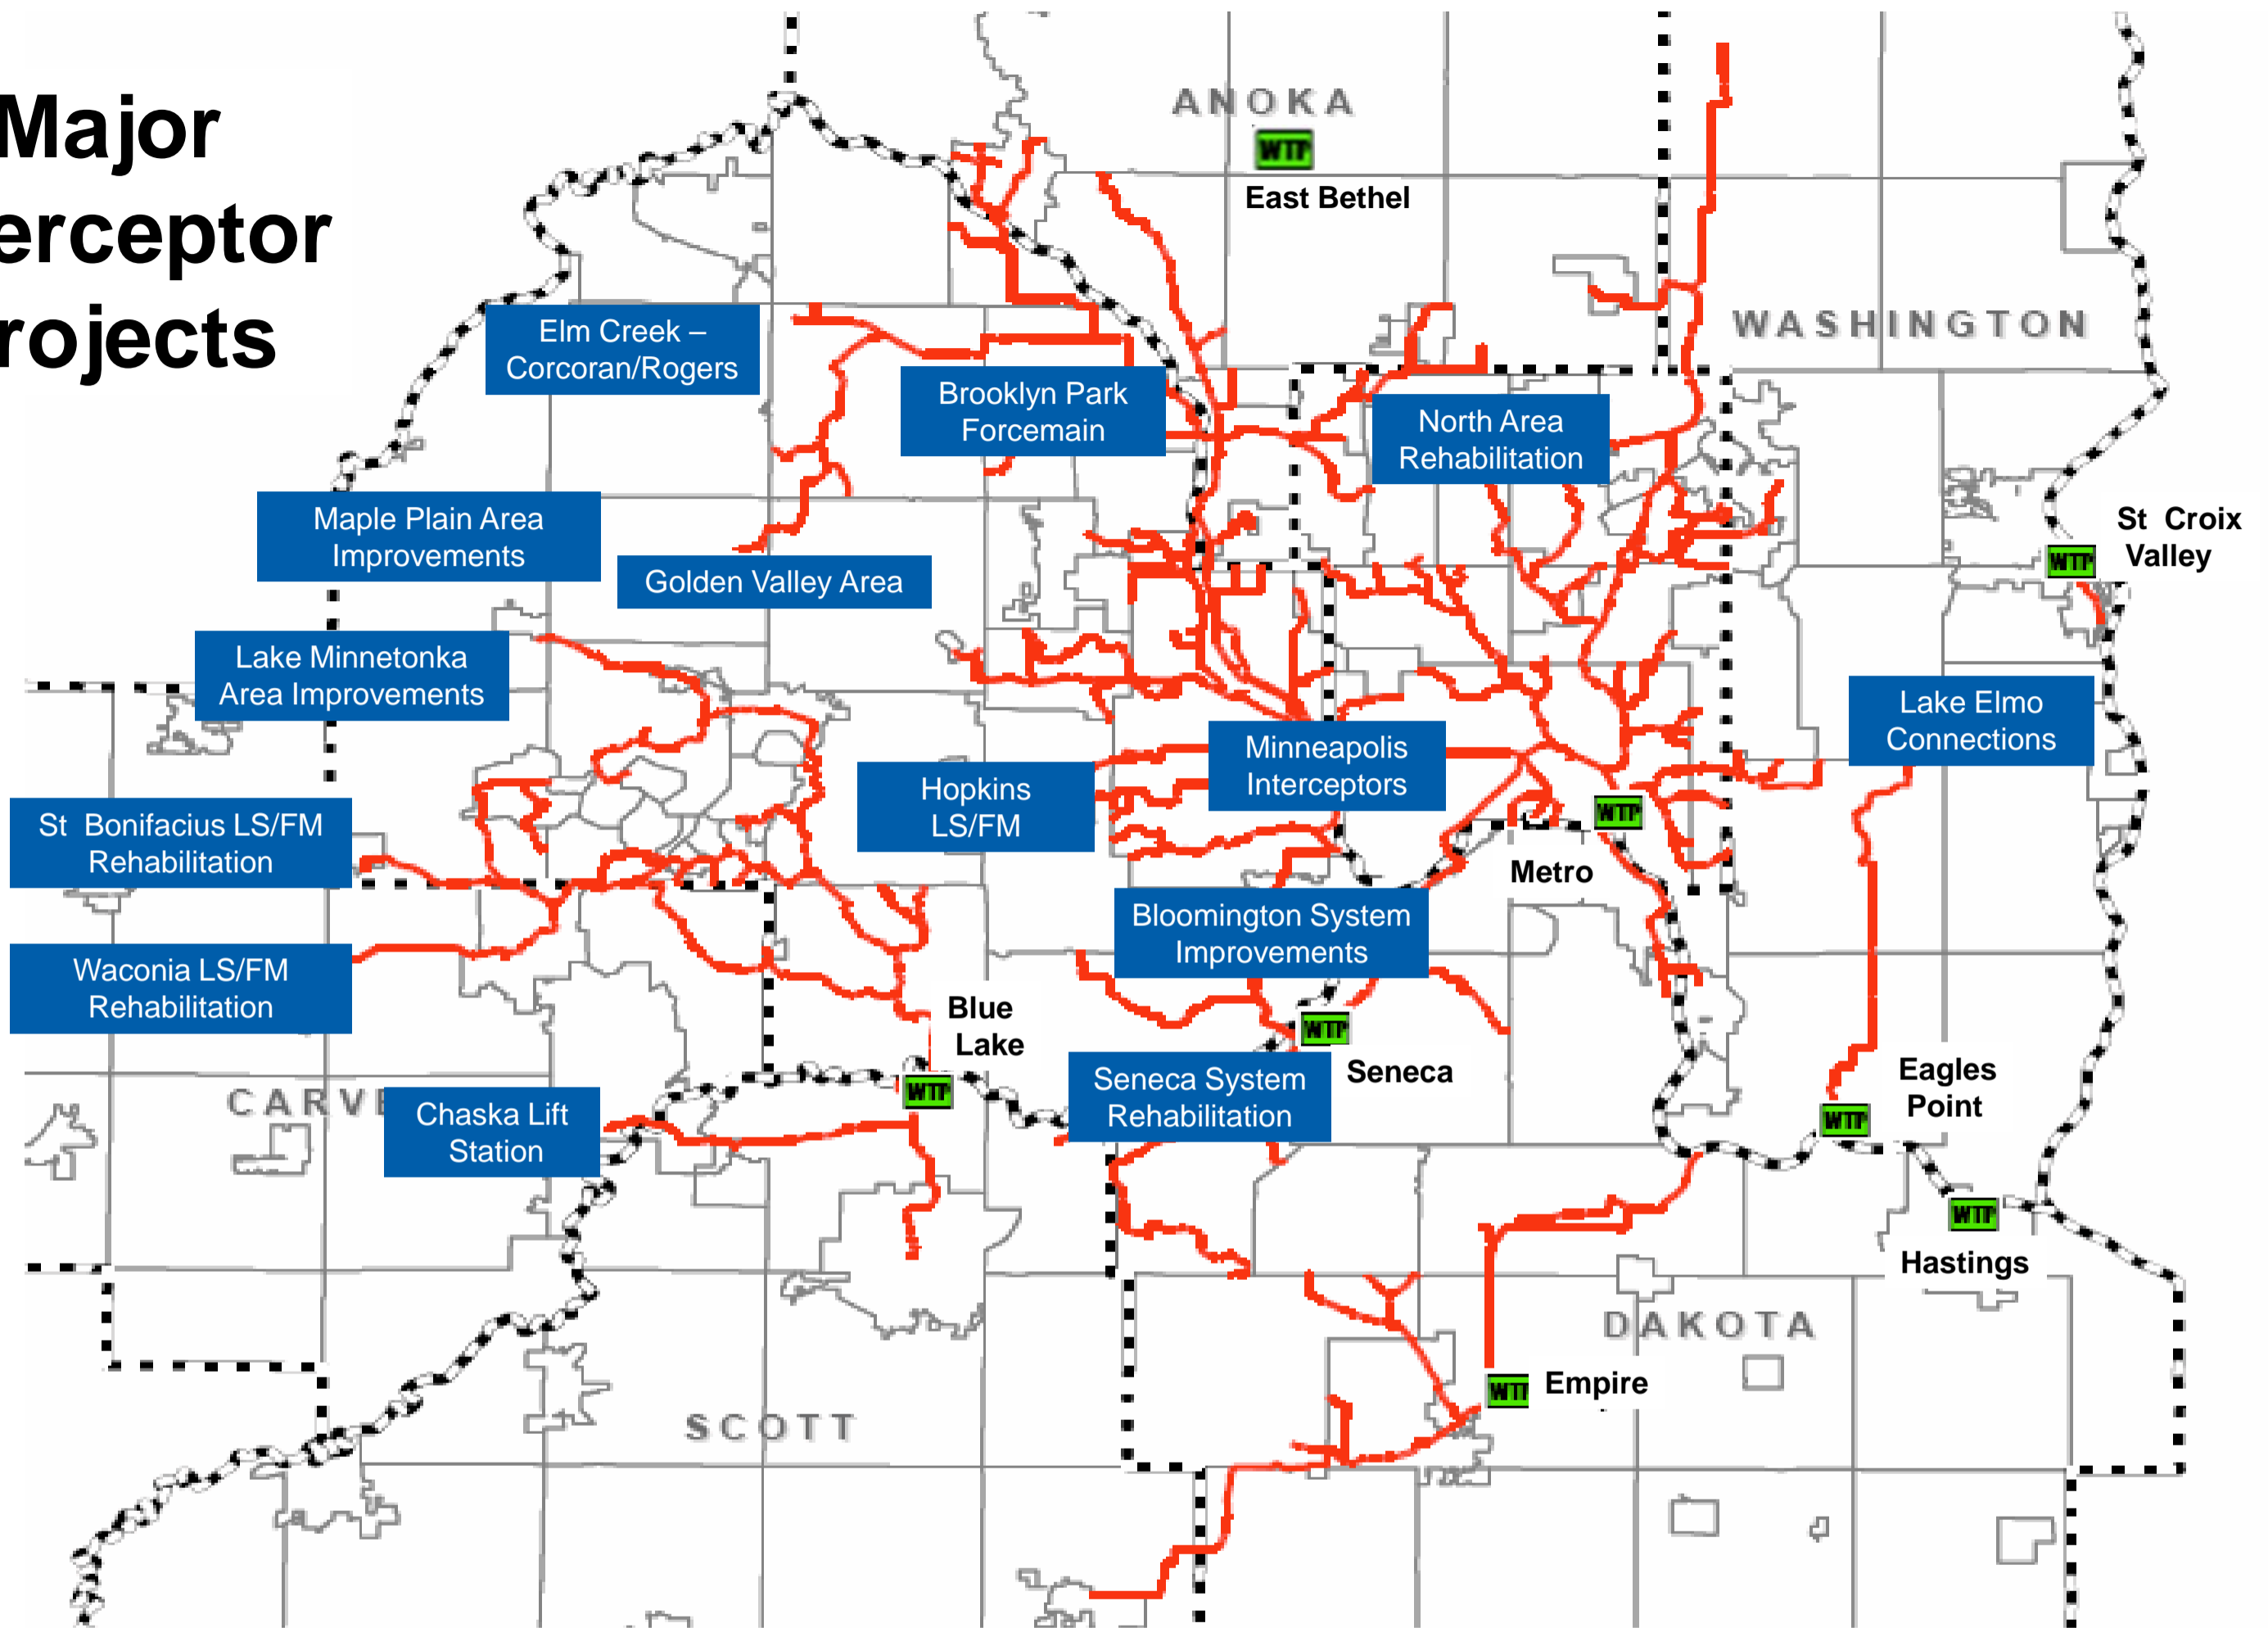 Major
erceptor
rojects
ANOKA
WTP
East Bethel
WASHINGTON
Elm Creek –
Corcoran/Rogers
Brooklyn Park
Forcemain
North Area
Rehabilitation
Maple Plain Area
Improvements
Golden Valley Area
St Croix
Valley
WTP
Lake Minnetonka
Area Improvements
Lake Elmo
Connections
Minneapolis
Interceptors
Hopkins
LS/FM
WTP
Metro
St Bonifacius LS/FM
Rehabilitation
Bloomington System
Improvements
Waconia LS/FM
Rehabilitation
Blue
Lake
WTP
WTP
Seneca
Seneca System
Rehabilitation
Eagles
Point
WTP
CARVE
Chaska Lift
Station
WTP
Hastings
DAKOTA
WTP
Empire
SCOTT